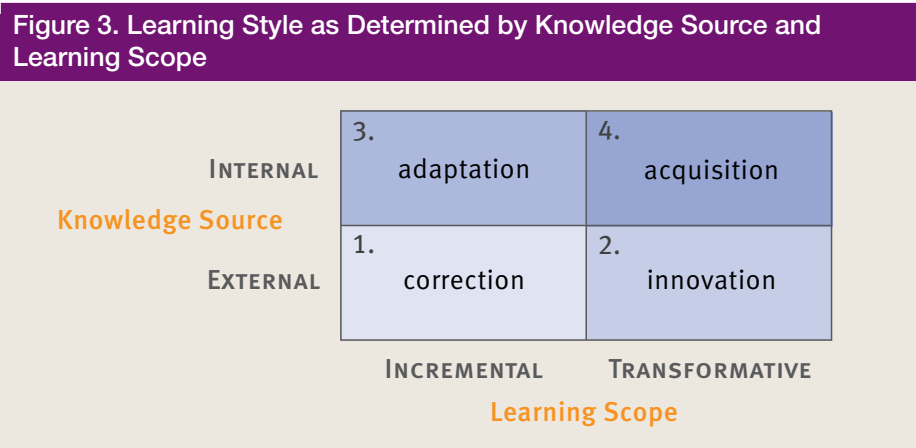 Figure 3. Learning Style as Determined by Knowledge Source and
Learning Scope
3.
4.
INTERNAL
adaptation
acquisition
Knowledge Source
1.
2.
EXTERNAL
correction
innovation
INCREMENTAL
TRANSFORMATIVE
Learning Scope